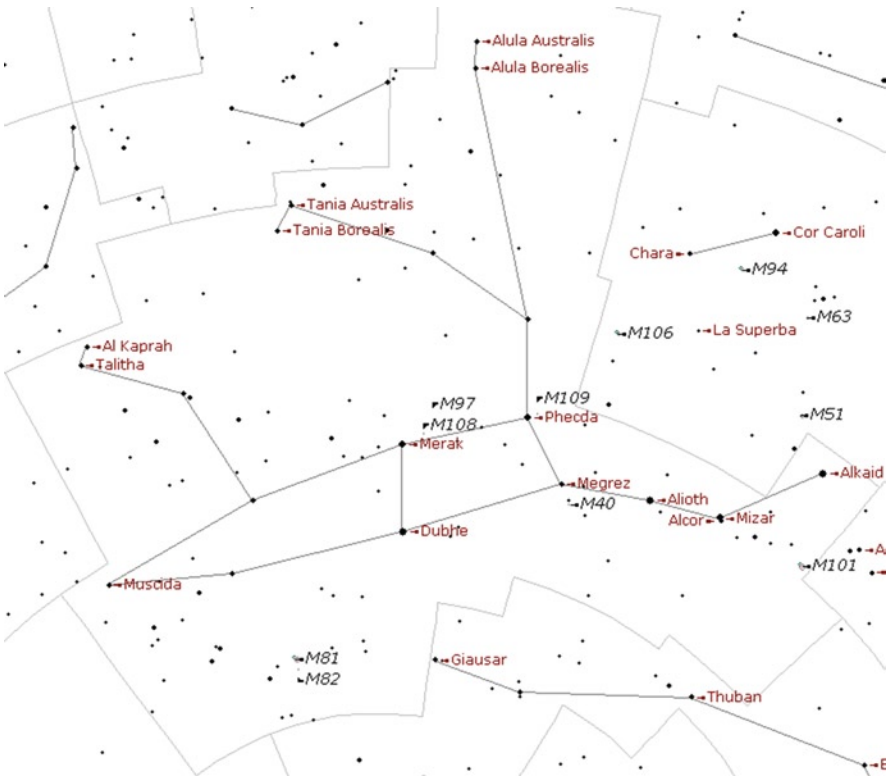 Alula Australis
Alula Borealis
Tania Australis
Tania Borealis
Cor Caroli
Chara
M94
M63
M106
La Superba
Al Kaprah
Talitha
M97
M109
M108
Phecda
M51
Merak
Alkaid
Megrez
Alioth
M40
Alcor
Mizar
Dubhe
M101
Muscida
M81
Giausar
M82
Thuban